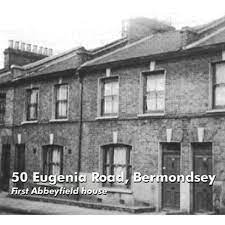 50 Eugenia Road, Bermondsey
First Abbeyfield house